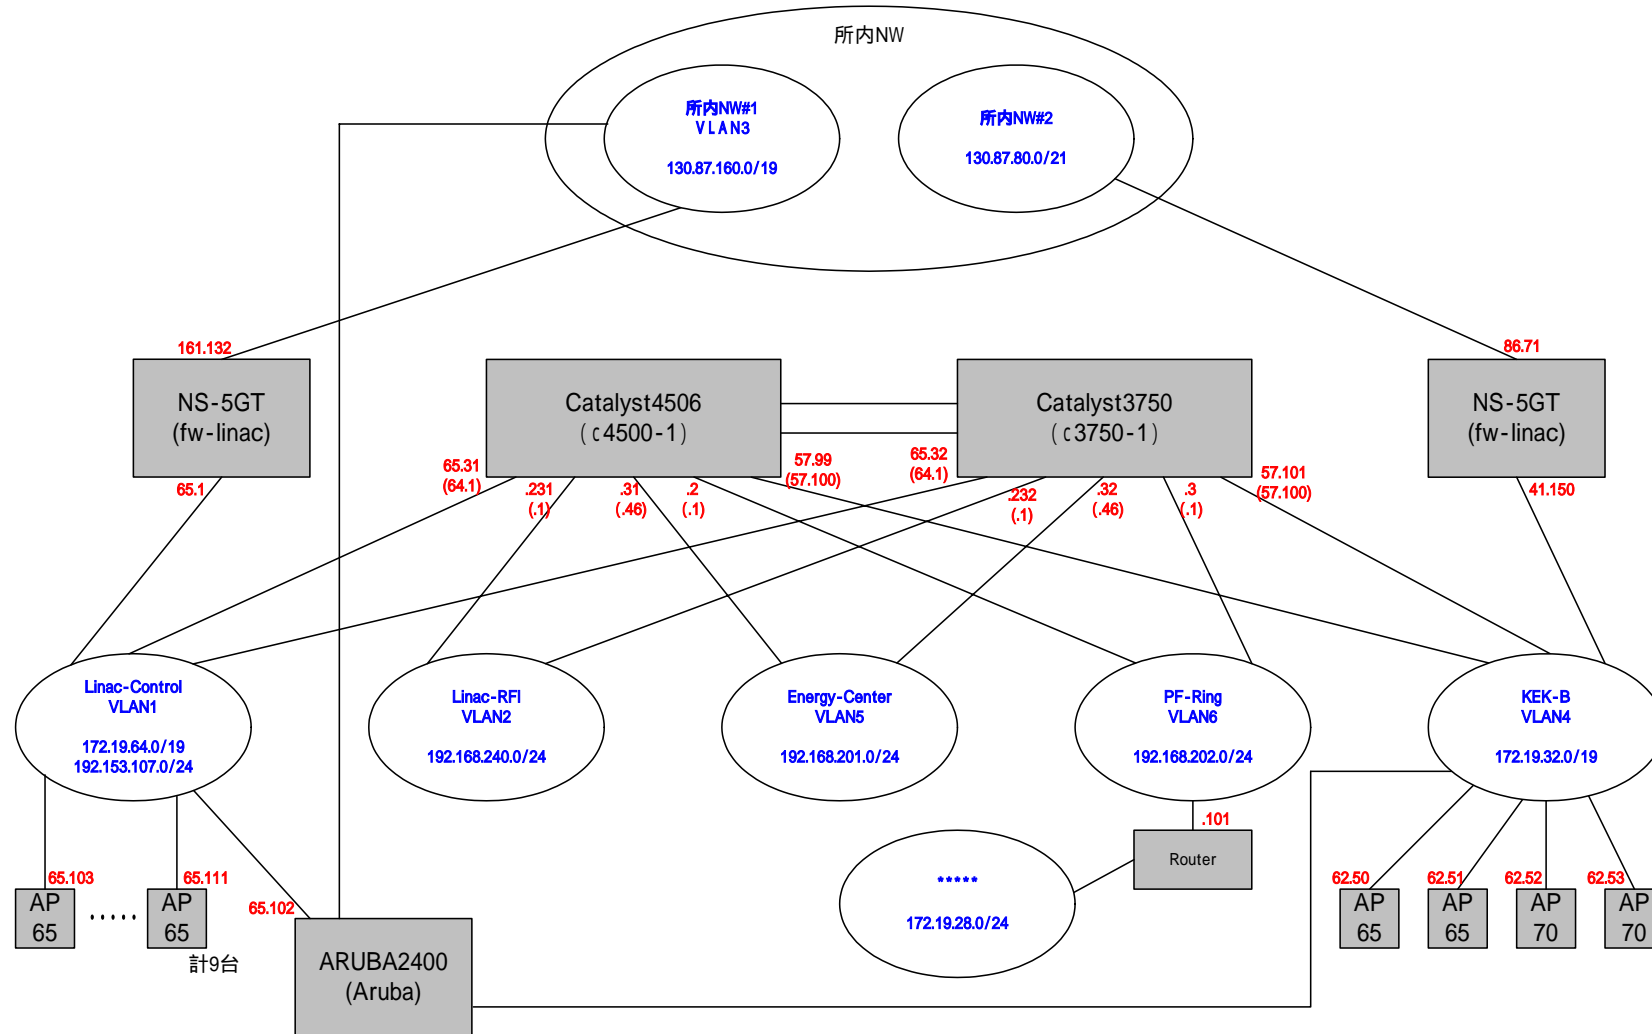 所内NW
所内NW#1
VLAN3
130.87.160.0/19
所内NW#2
130.87.80.0/21
161.132
NS-5GT
(fw-linac)
65.1
Catalyst4506
(c4500-1)
Catalyst3750
(c3750-1)
86.71
NS-5GT
(fw-linac)
41.150
65.31
(64.1)
.231
(.1)
.31
(.46)
.2
(.1)
57.99
(57.100)
65.32
(64.1)
.232
(.1)
.32
(.46)
.3
(.1)
57.101
(57.100)
Linac-Control
VLAN1
172.19.64.0/19
192.153.107.0/24
Linac-RFI
VLAN2
192.168.240.0/24
Energy-Center
VLAN5
192.168.201.0/24
PF-Ring
VLAN6
192.168.202.0/24
KEK-B
VLAN4
172.19.32.0/19
.101
Router
*****
172.19.28.0/24
65.103
AP
65
.....
65.111
AP
65
計9台
65.102
ARUBA2400
(Aruba)
62.50
AP
65
62.51
AP
65
62.52
AP
70
62.53
AP
70